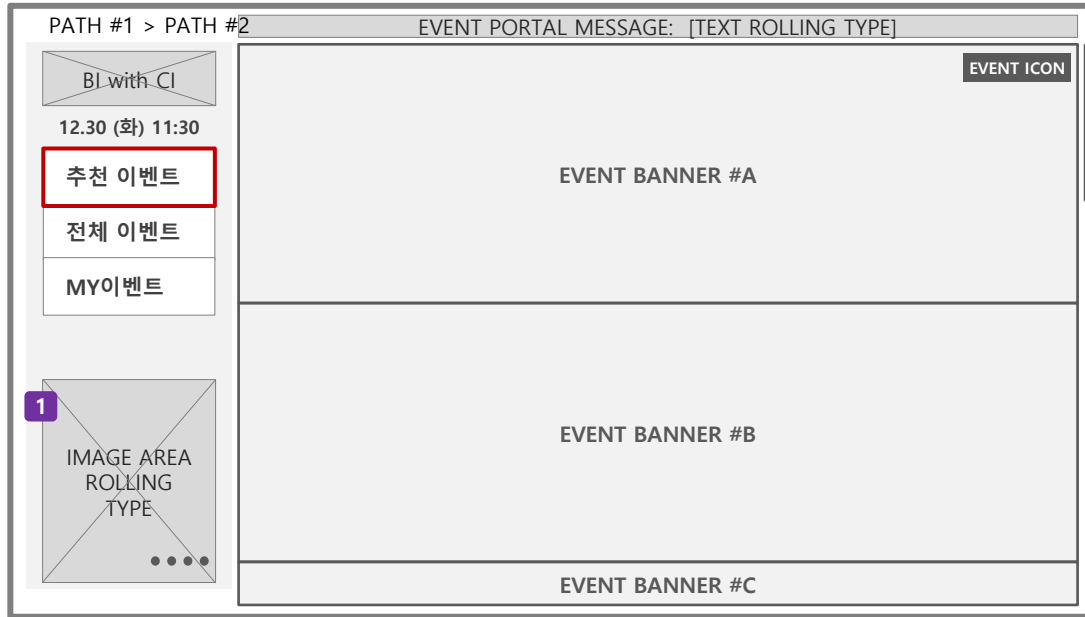 PATH #1 > PATH #2
EVENT PORTAL MESSAGE: [TEXT ROLLING TYPE]
BI with CI
12.30 (화) 11:30
추천 이벤트
전체 이벤트
MY이벤트
1
IMAGE AREA
ROLLING
TYPE
EVENT ICON
EVENT BANNER #A
EVENT BANNER #B
EVENT BANNER #C